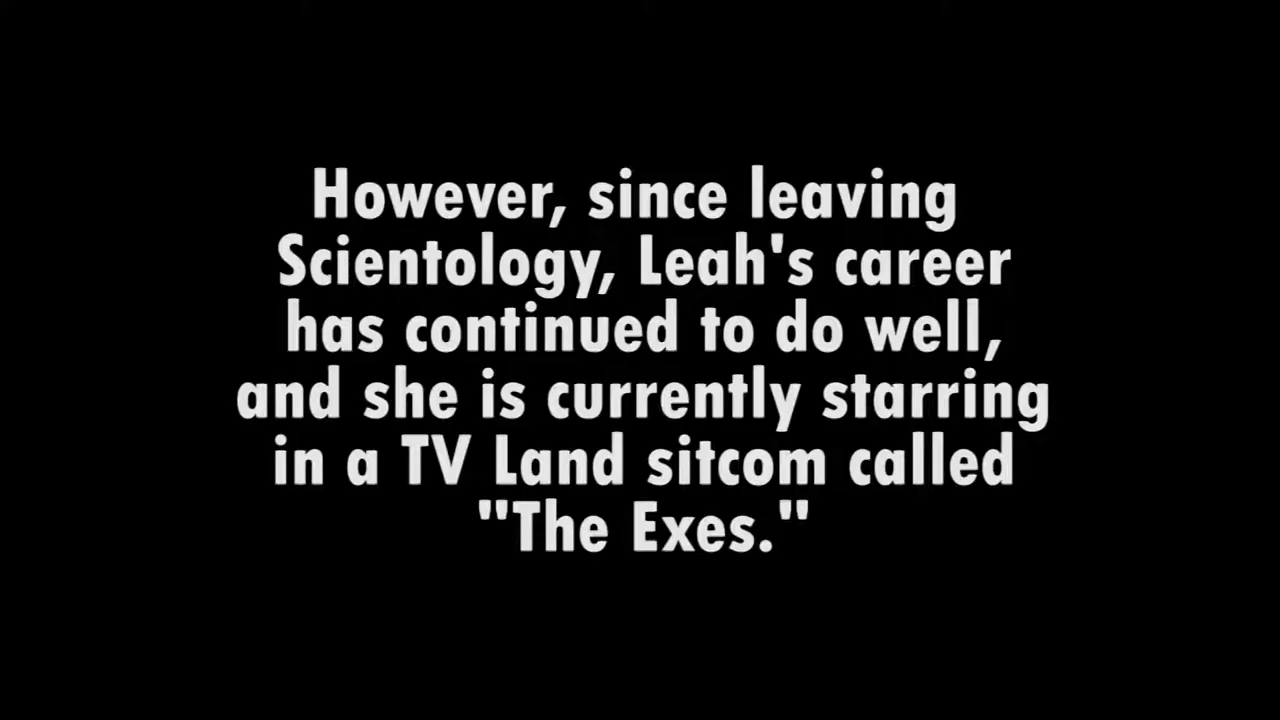 However, since leaving
Scientology, Leah's career
has continued to do well,
and she is currently starring
in a TV Land sitcom called
"The Exes."